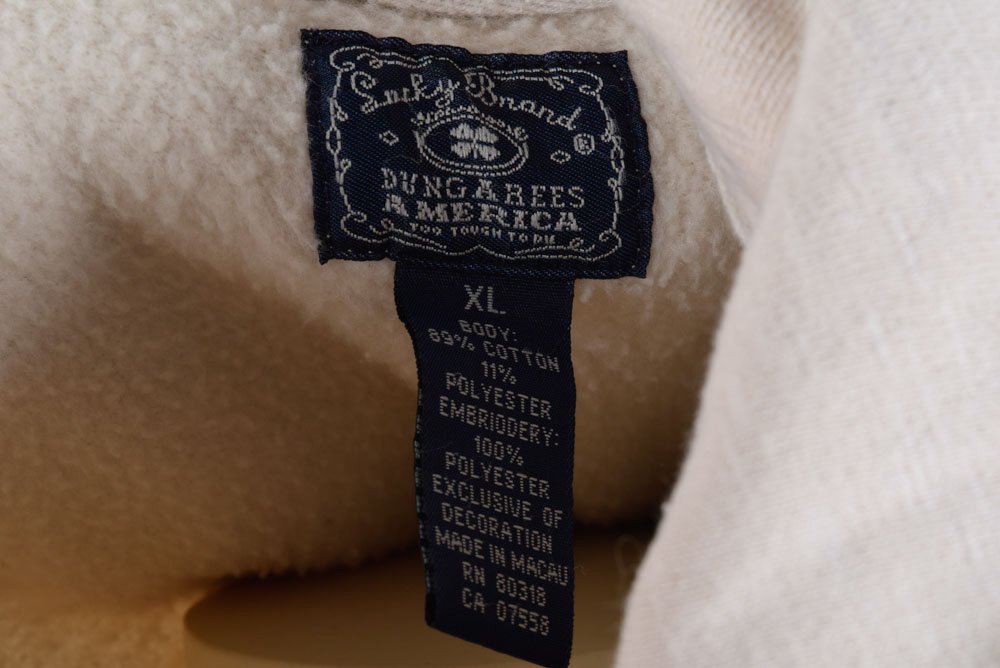 Lucky Brand
®
DUNGAREES
AMERICA
TOO TOUGH TO DIE
XL
BODY:
89% COTTON
11%
POLYESTER
EMBRIODERY:
100%
POLYESTER
EXCLUSIVE OF
DECORATION
MADE IN MACAU
RN 80318
CA 07558